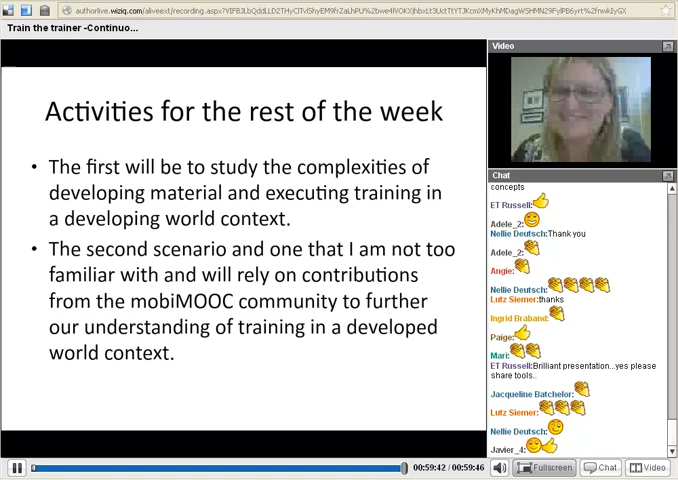 authorlive.wiziq.com/aliveext/recording.aspx?
Train the trainer -Continuo...
Activities for the rest of the week
• The first will be to study the complexities of
developing material and executing training in
a developing world context.
• The second scenario and one that I am not too
familiar with and will rely on contributions
from the mobiMOOC community to further
our understanding of training in a developed
world context.
Video
Chat
concepts
ET Russell:
Adele_2:
Nellie Deutsch:Thank you
Adele_2:
Angie:
Nellie Deutsch:
Lutz Siemer:thanks
Ingrid Braband:
Paige:
Mari:
ET Russell:Brilliant presentation...yes please
share tools..
Jacqueline Batchelor:
Lutz Siemer:
Nellie Deutsch:
Javier_4:
00:59:42 / 00:59:46
Fullscreen
Chat
Video